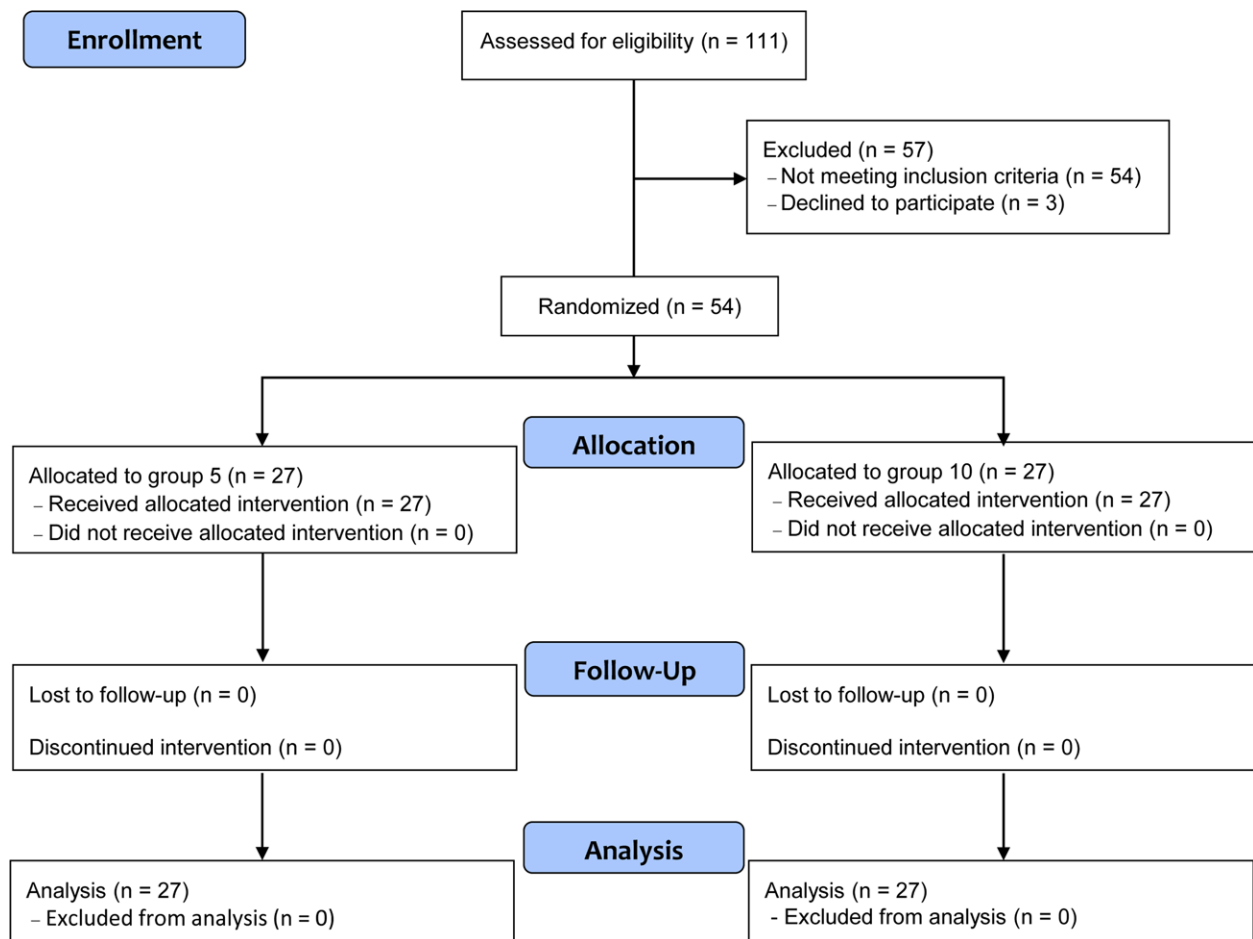 Enrollment
Assessed for eligibility (n = 111)
Excluded (n = 57)
– Not meeting inclusion criteria (n = 54)
– Declined to participate (n = 3)
Randomized (n = 54)
Allocation
Allocated to group 5 (n = 27)
– Received allocated intervention (n = 27)
– Did not receive allocated intervention (n = 0)
Allocated to group 10 (n = 27)
– Received allocated intervention (n = 27)
– Did not receive allocated intervention (n = 0)
Follow-Up
Lost to follow-up (n = 0)
Discontinued intervention (n = 0)
Lost to follow-up (n = 0)
Discontinued intervention (n = 0)
Analysis
Analysis (n = 27)
– Excluded from analysis (n = 0)
Analysis (n = 27)
- Excluded from analysis (n = 0)